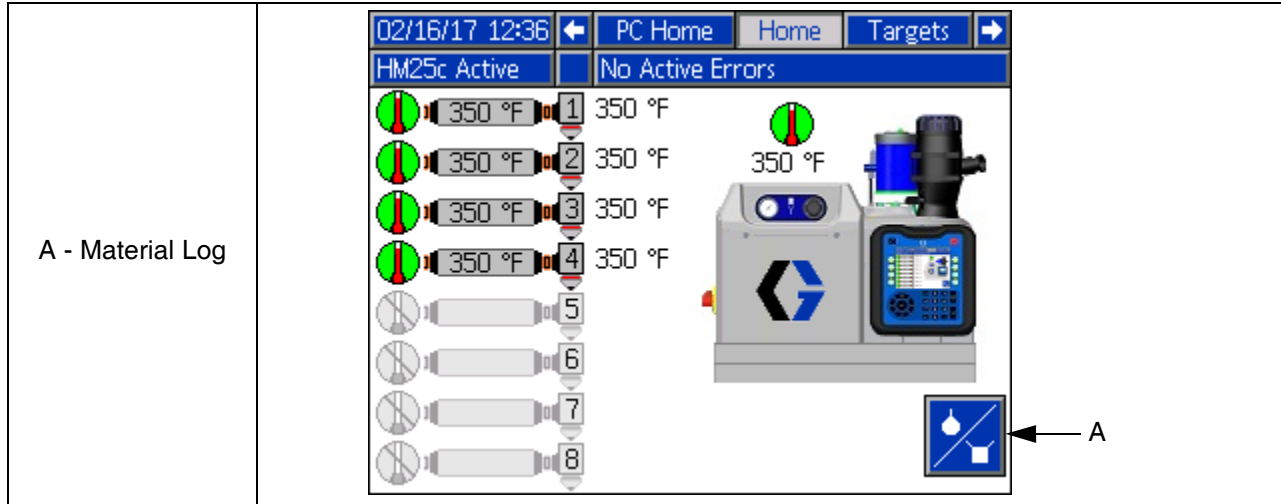 A - Material Log
02/16/17 12:36 PC Home Home Targets
HM25c Active No Active Errors
350 °F 1 350 °F
350 °F 2 350 °F
350 °F 3 350 °F
350 °F 4 350 °F
5
6
7
8
350 °F
A